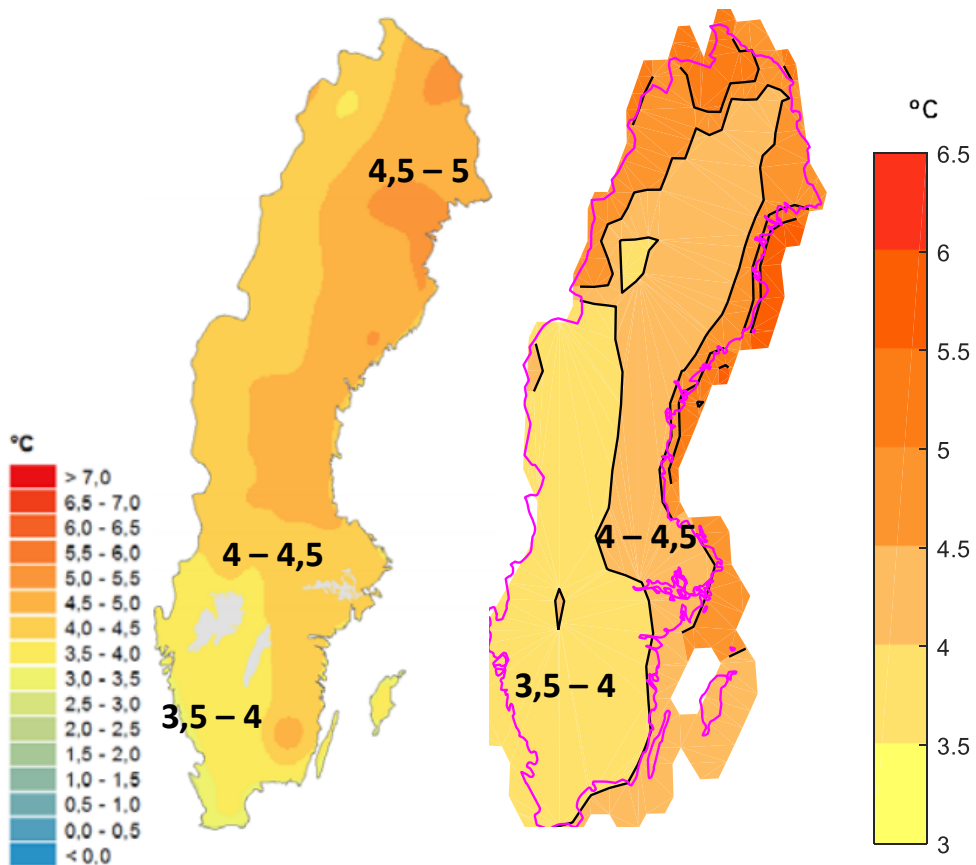 °C
> 7,0
6,5 - 7,0
6,0 - 6,5
5,5 - 6,0
5,0 - 5,5
4,5 - 5,0
4,0 - 4,5
3,5 - 4,0
3,0 - 3,5
2,5 - 3,0
2,0 - 2,5
1,5 - 2,0
1,0 - 1,5
0,5 - 1,0
0,0 - 0,5
< 0,0
4,5 – 5
4 – 4,5
3,5 – 4
4 – 4,5
3,5 – 4
°C
6.5
6
5.5
5
4.5
4
3.5
3